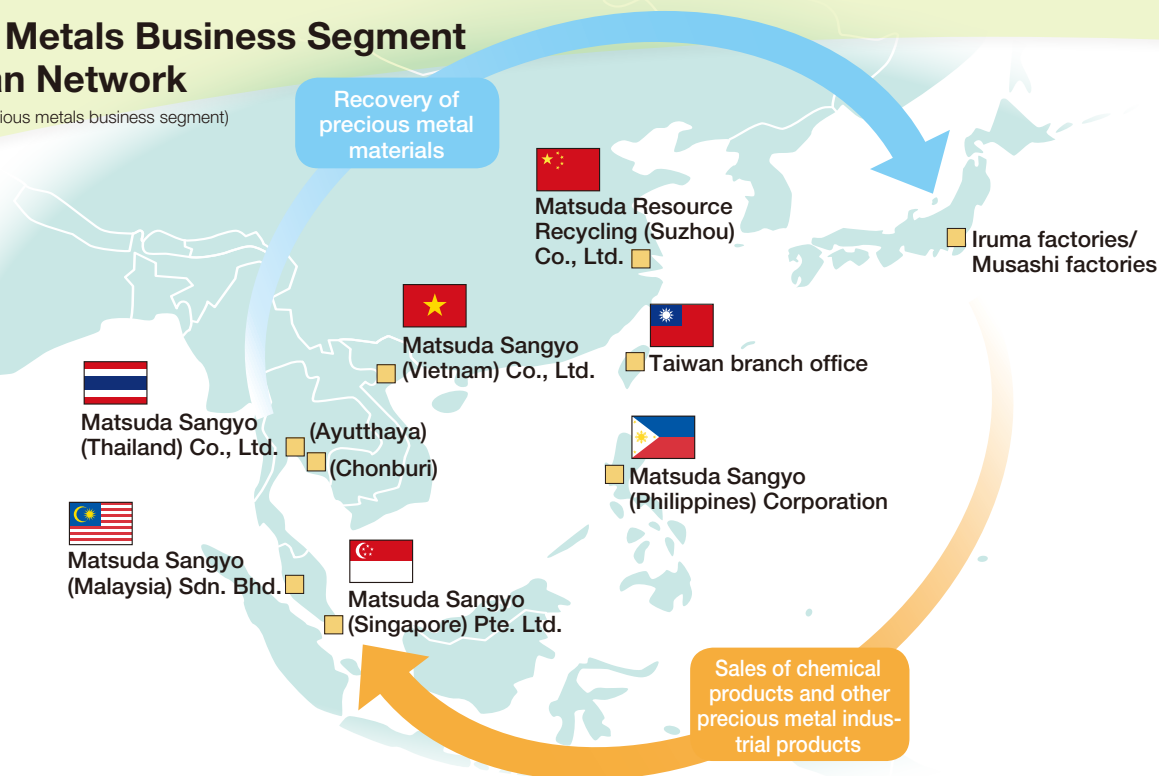 Metals Business Segment
an Network
cious metals business segment)
Recovery of
precious metal
materials
Matsuda Resource
Recycling (Suzhou)
Co., Ltd.
Iruma factories/
Musashi factories
Matsuda Sangyo
(Vietnam) Co., Ltd.
Taiwan branch office
Matsuda Sangyo
(Thailand) Co., Ltd.
(Ayutthaya)
(Chonburi)
Matsuda Sangyo
(Philippines) Corporation
Matsuda Sangyo
(Malaysia) Sdn. Bhd.
Matsuda Sangyo
(Singapore) Pte. Ltd.
Sales of chemical
products and other
precious metal indus-
trial products